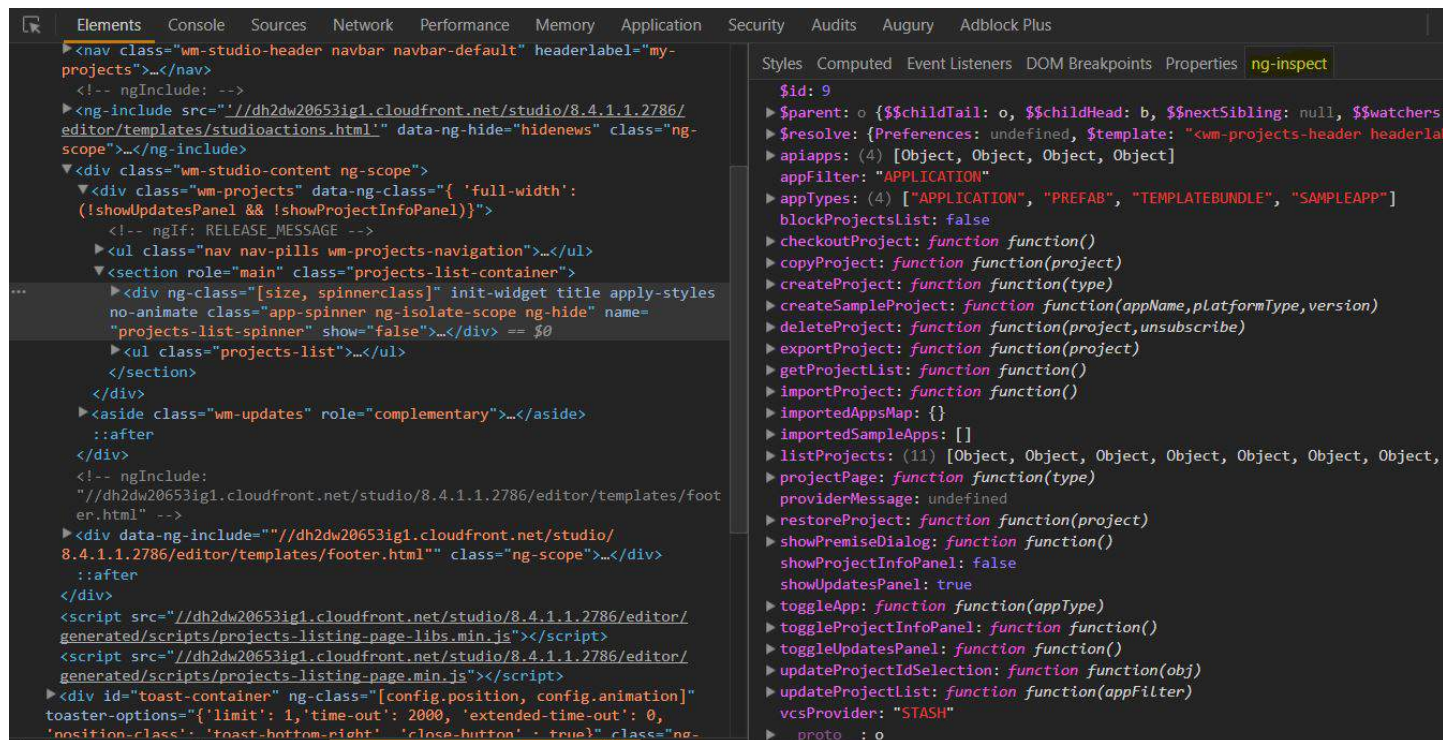 Elements Console Sources Network Performance Memory Application Security Audits Augury Adblock Plus
<nav class="wm-studio-header navbar navbar-default" headerlabel="my-
projects">…</nav>
<!-- ngInclude: -->
<ng-include src="'//dh2dw20653ig1.cloudfront.net/studio/8.4.1.1.2786/
editor/templates/studioactions.html'" data-ng-hide="hidenews" class="ng-
scope">…</ng-include>
<div class="wm-studio-content ng-scope">
<div class="wm-projects" data-ng-class="{ 'full-width':
(!showUpdatesPanel && !showProjectInfoPanel)}">
<!-- ngIf: RELEASE_MESSAGE -->
<ul class="nav nav-pills wm-projects-navigation">…</ul>
<section role="main" class="projects-list-container">
... <div ng-class="[size, spinnerclass]" init-widget title apply-styles
no-animate class="app-spinner ng-isolate-scope ng-hide" name=
"projects-list-spinner" show="false">…</div> == $0
<ul class="projects-list">…</ul>
</section>
</div>
<aside class="wm-updates" role="complementary">…</aside>
::after
</div>
<!-- ngInclude:
"//dh2dw20653ig1.cloudfront.net/studio/8.4.1.1.2786/editor/templates/foot
er.html" -->
<div data-ng-include=""//dh2dw20653ig1.cloudfront.net/studio/
8.4.1.1.2786/editor/templates/footer.html"" class="ng-scope">…</div>
::after
</div>
<script src="//dh2dw20653ig1.cloudfront.net/studio/8.4.1.1.2786/editor/
generated/scripts/projects-listing-page-libs.min.js"></script>
<script src="//dh2dw20653ig1.cloudfront.net/studio/8.4.1.1.2786/editor/
generated/scripts/projects-listing-page.min.js"></script>
<div id="toast-container" ng-class="[config.position, config.animation]"
toaster-options="{'limit': 1,'time-out': 2000, 'extended-time-out': 0,
'position-class': 'toast-bottom-right', 'close-button' : true}" class="ng-
Styles Computed Event Listeners DOM Breakpoints Properties ng-inspect
$id: 9
$parent: o {$$childTail: o, $$childHead: b, $$nextSibling: null, $$watchers
$resolve: {Preferences: undefined, $template: "<wm-projects-header headerla
apiapps: (4) [Object, Object, Object, Object]
appFilter: "APPLICATION"
appTypes: (4) ["APPLICATION", "PREFAB", "TEMPLATEBUNDLE", "SAMPLEAPP"]
blockProjectsList: false
checkoutProject: function function()
copyProject: function function(project)
createProject: function function(type)
createSampleProject: function function(appName,platformType,version)
deleteProject: function function(project,unsubscribe)
exportProject: function function(project)
getProjectList: function function()
importProject: function function()
importedAppsMap: {}
importedSampleApps: []
listProjects: (11) [Object, Object, Object, Object, Object, Object, Object,
projectPage: function function(type)
providerMessage: undefined
restoreProject: function function(project)
showPremiseDialog: function function()
showProjectInfoPanel: false
showUpdatesPanel: true
toggleApp: function function(appType)
toggleProjectInfoPanel: function function()
toggleUpdatesPanel: function function()
updateProjectIdSelection: function function(obj)
updateProjectList: function function(appFilter)
vcsProvider: "STASH"
__proto__: o